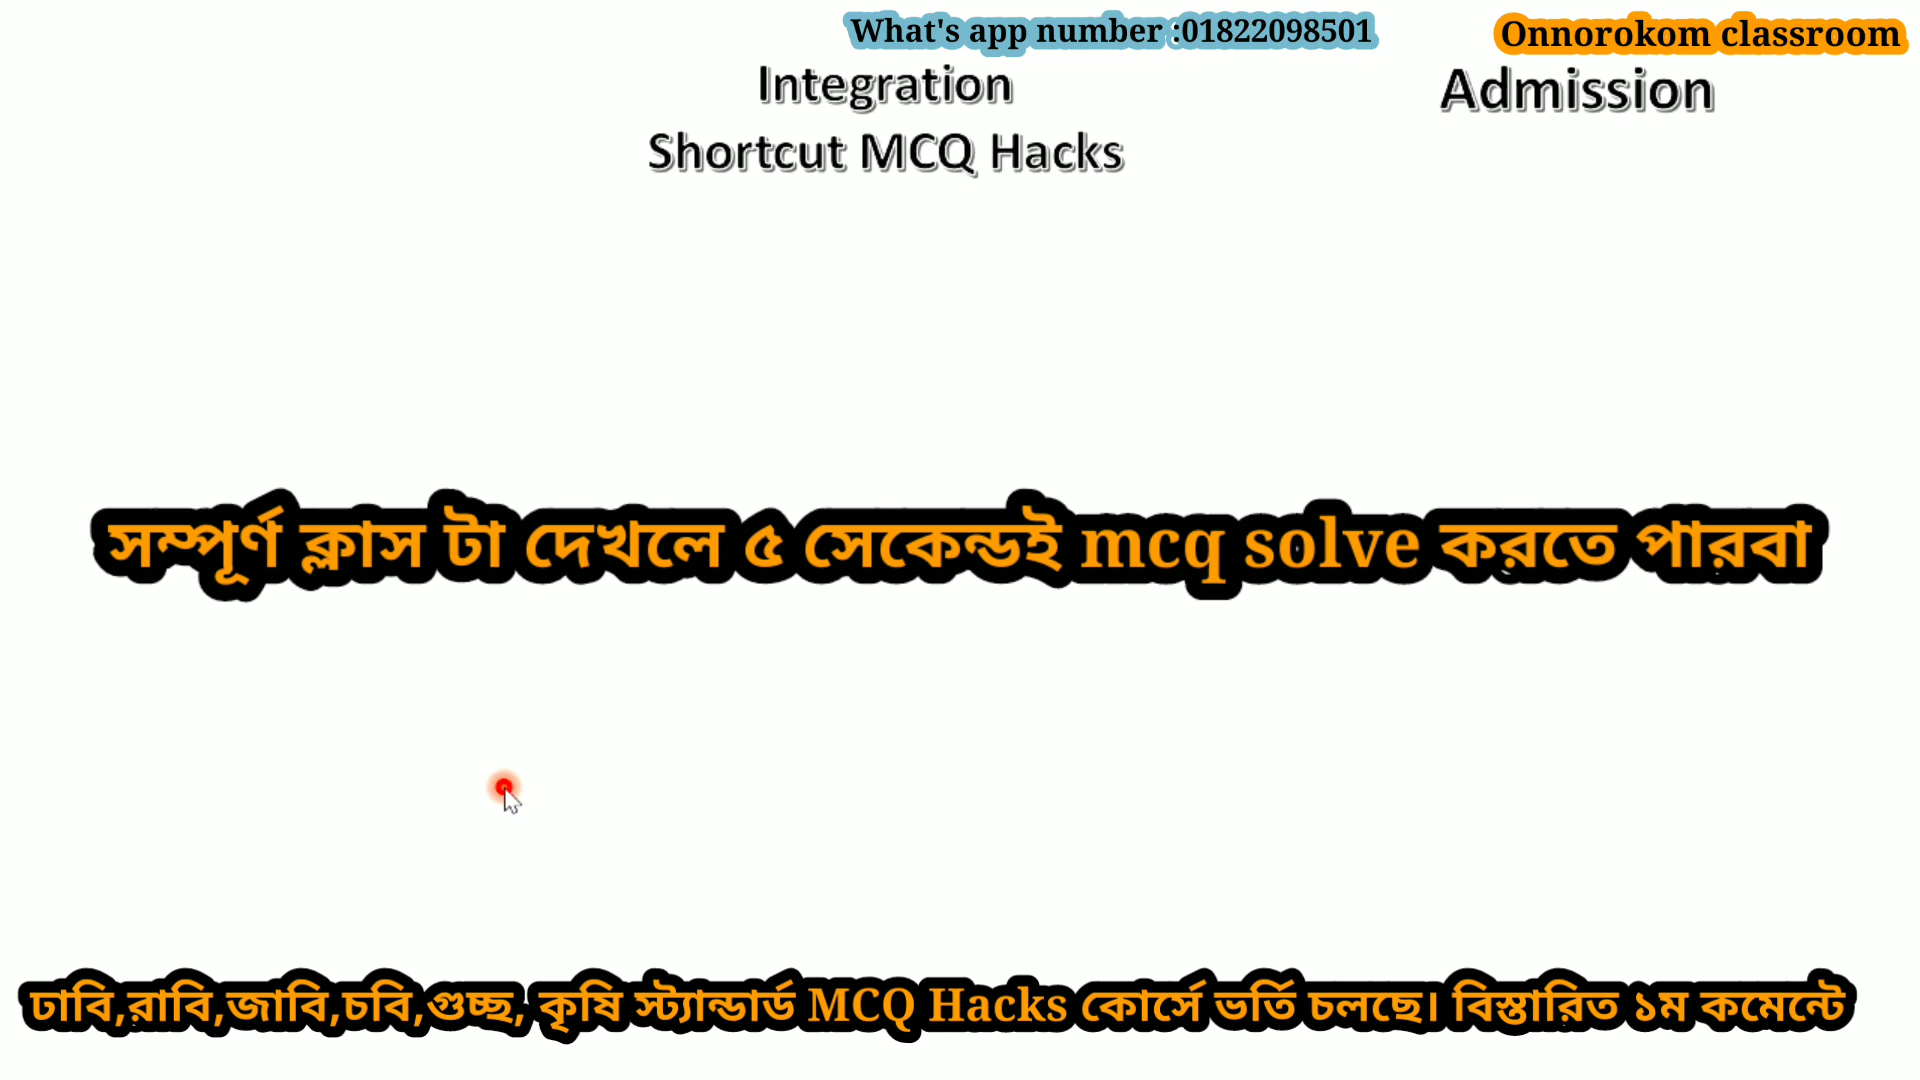 What's app number :01822098501
Onnorokom classroom
Integration
Admission
Shortcut MCQ Hacks
সম্পূর্ণ ক্লাস টা দেখলে ৫ সেকেন্ডই mcq solve করতে পারবা
ঢাবি,রাবি,জাবি,চবি,গুচ্ছ, কৃষি স্ট্যান্ডার্ড MCQ Hacks কোর্সে ভর্তি চলছে। বিস্তারিত ১ম কমেন্টে